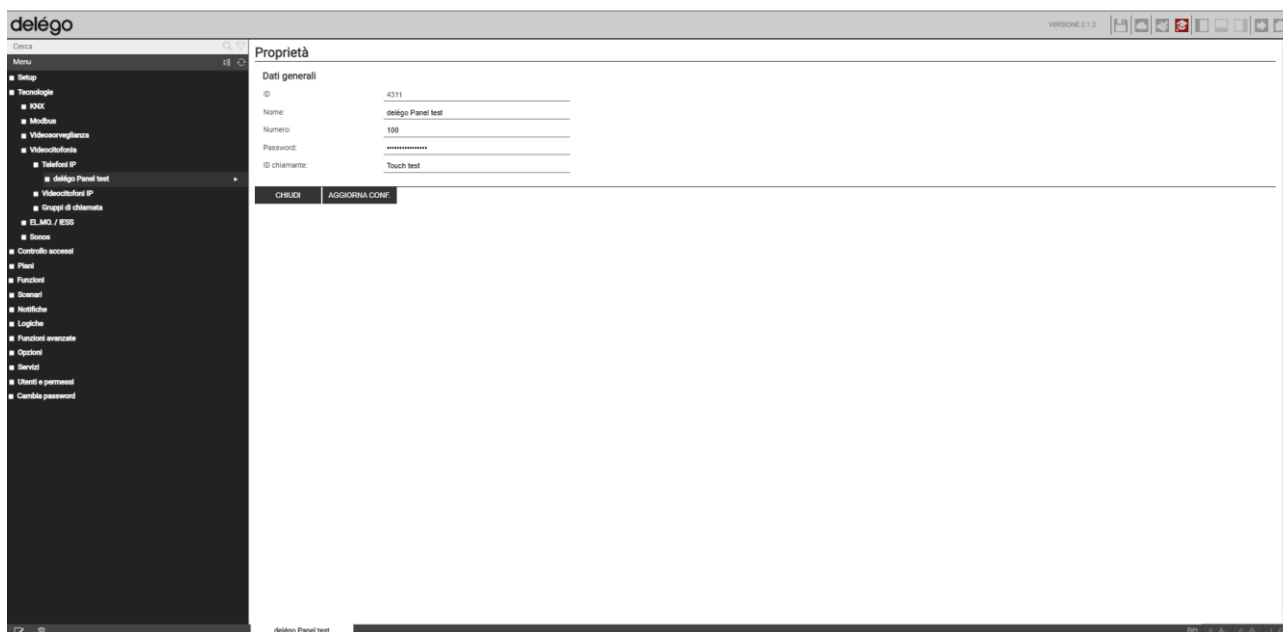 delégo
VERSIONE 2.1.2
Cerca
Menu
Setup
Tecnologie
KNX
Modbus
Videosorveglianza
Videocitofonia
Telefoni IP
delégo Panel test
Videocitofoni IP
Gruppi di chiamata
EL.MO. / IESS
Sonos
Controllo accessi
Piani
Funzioni
Scenari
Notifiche
Logiche
Funzioni avanzate
Opzioni
Servizi
Utenti e permessi
Cambia password
Proprietà
Dati generali
ID 4311
Nome: delégo Panel test
Numero: 100
Password: ••••••••••••••••
ID chiamante: Touch test
CHIUDI AGGIORNA CONF.
delégo Panel test